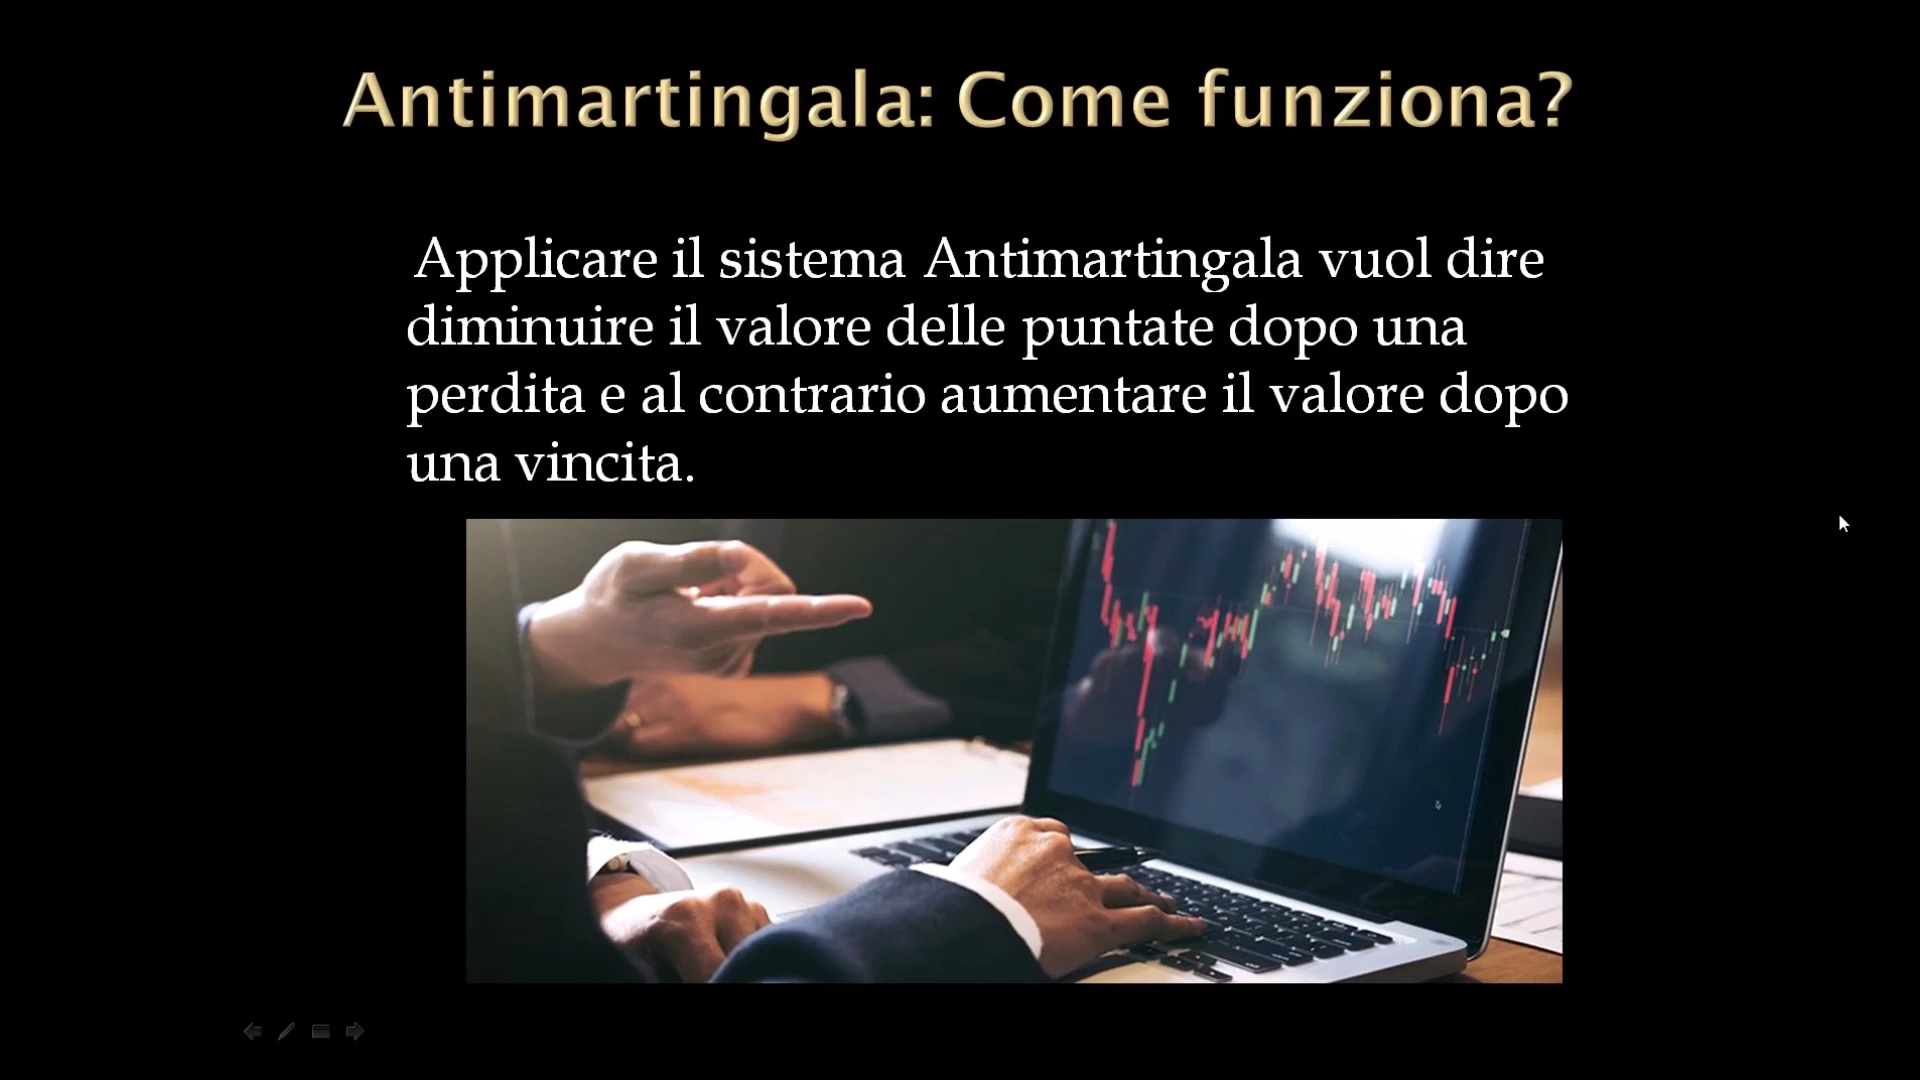 Antimartingala: Come funziona?
Applicare il sistema Antimartingala vuol dire
diminuire il valore delle puntate dopo una
perdita e al contrario aumentare il valore dopo
una vincita.